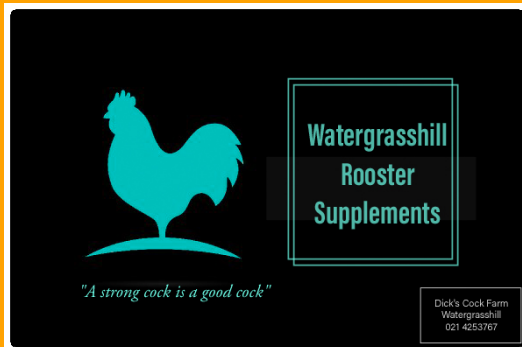 Watergrasshill
Rooster
Supplements
"A strong cock is a good cock"
Dick's Cock Farm
Watergrasshill
021 4253767